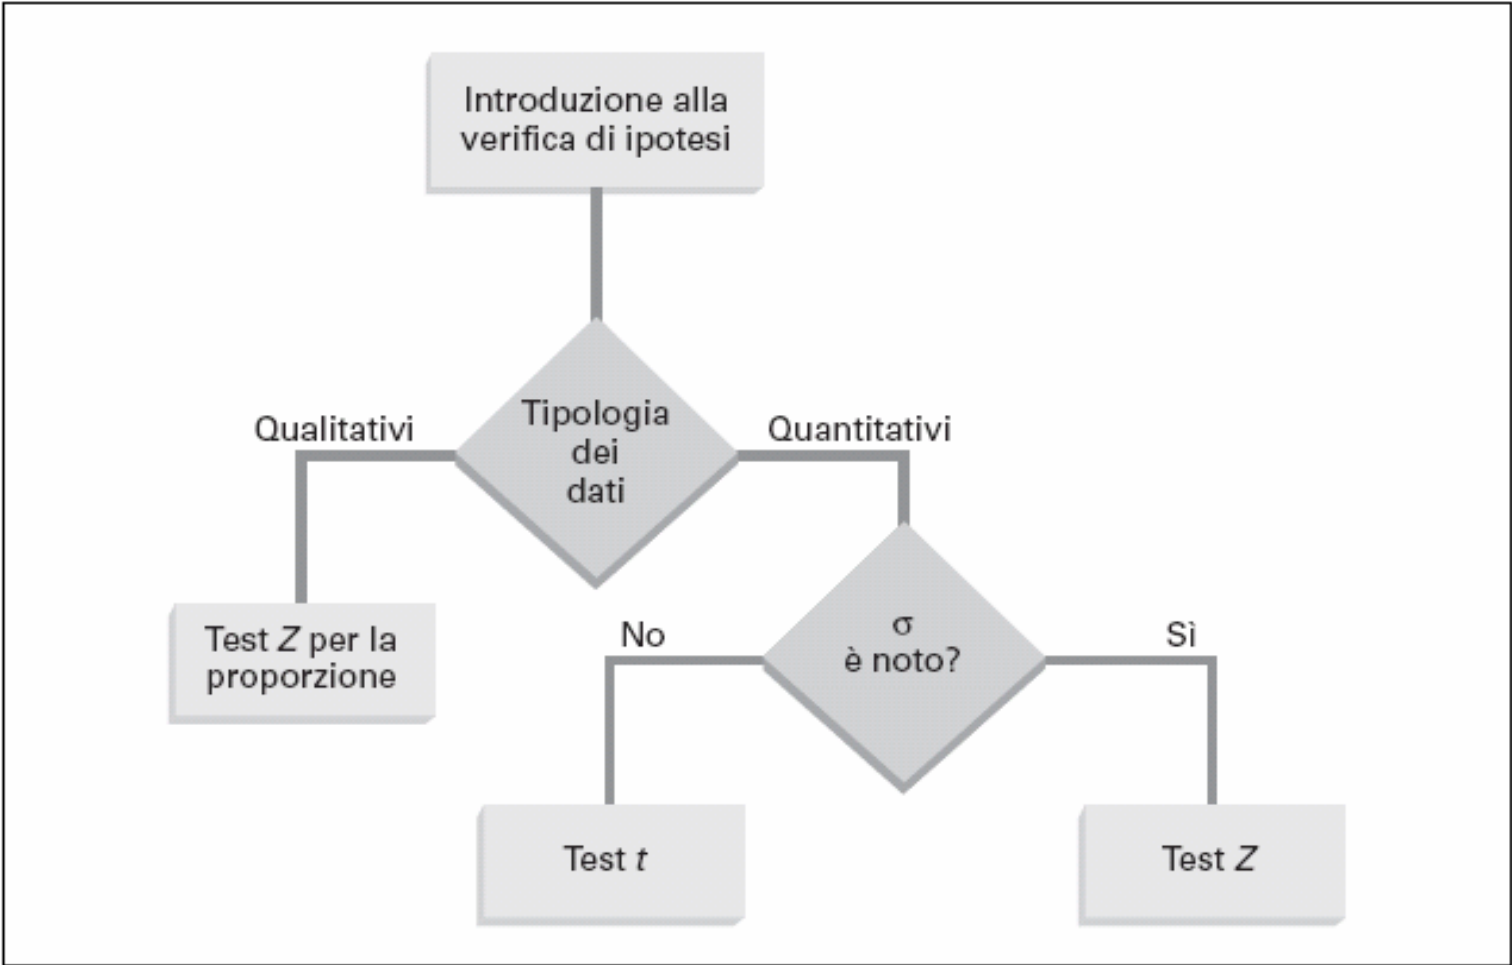 Introduzione alla
verifica di ipotesi
Tipologia
dei
dati
Qualitativi
Quantitativi
Test Z per la
proporzione
σ
è noto?
No
Sì
Test t
Test Z